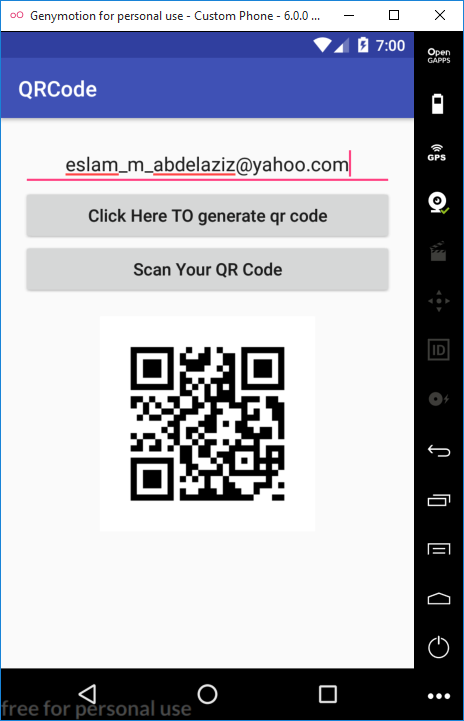 Genymotion for personal use - Custom Phone - 6.0.0 ...
7:00
QRCode
eslam_m_abdelaziz@yahoo.com
Click Here TO generate qr code
Scan Your QR Code
free for personal use
Open
GAPPS
GPS
ID